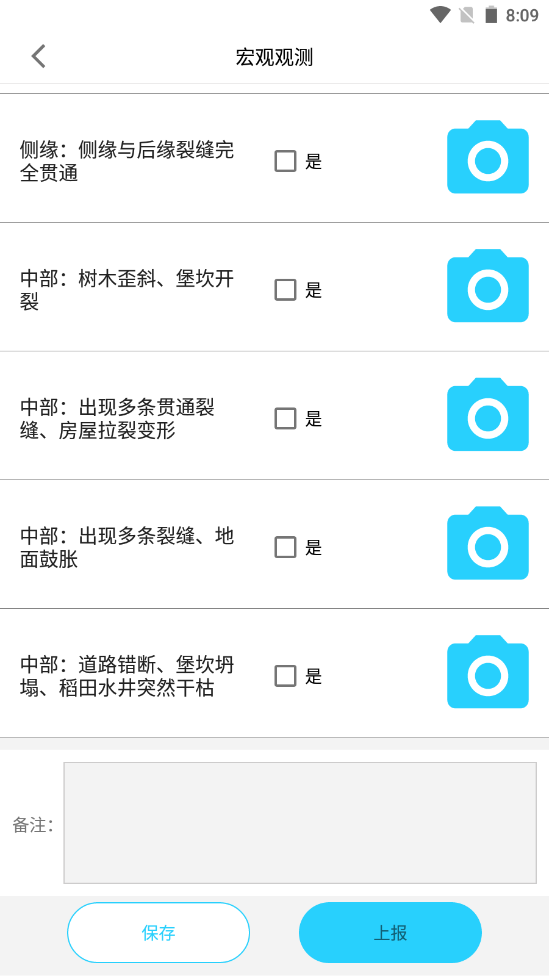 8:09
宏观观测
侧缘：侧缘与后缘裂缝完
全贯通
是
中部：树木歪斜、堡坎开
裂
是
中部：出现多条贯通裂
缝、房屋拉裂变形
是
中部：出现多条裂缝、地
面鼓胀
是
中部：道路错断、堡坎坍
塌、稻田水井突然干枯
是
备注：
保存
上报